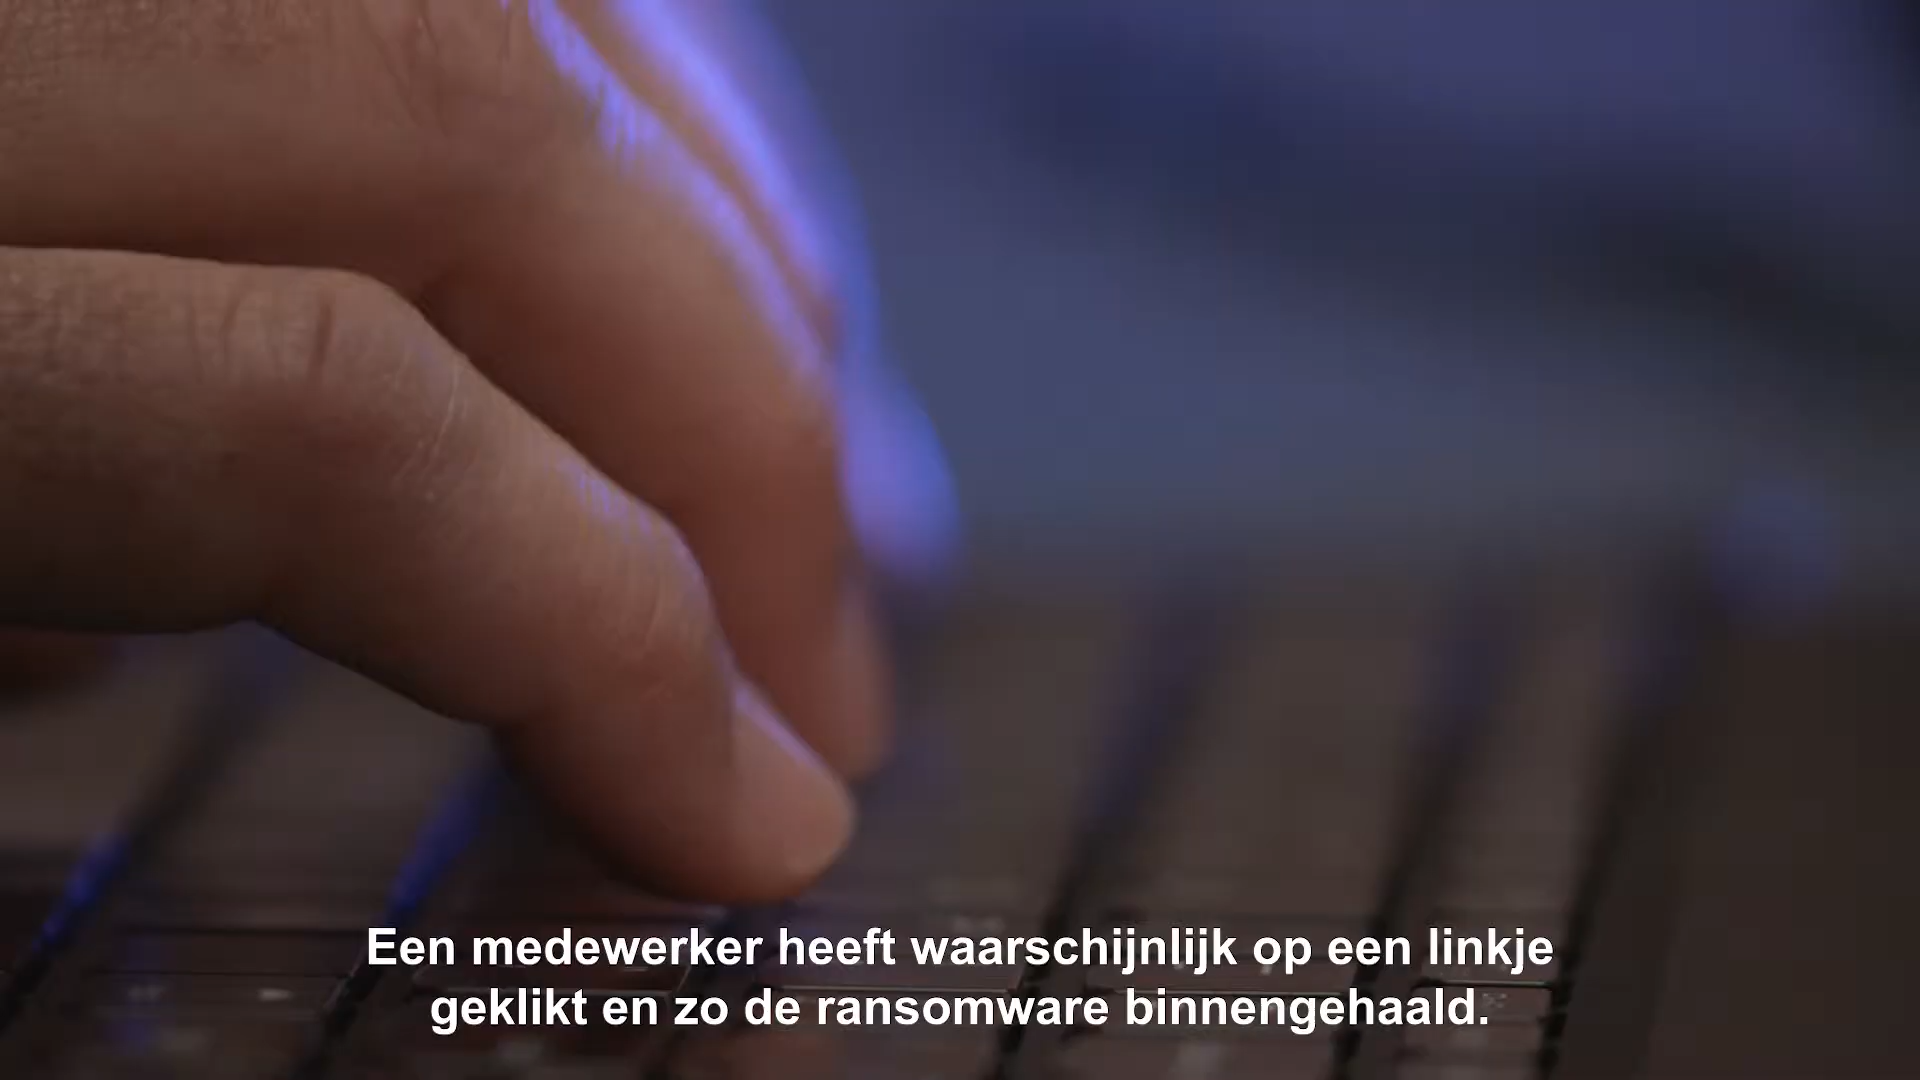 Een medewerker heeft waarschijnlijk op een linkje
geklikt en zo de ransomware binnengehaald.